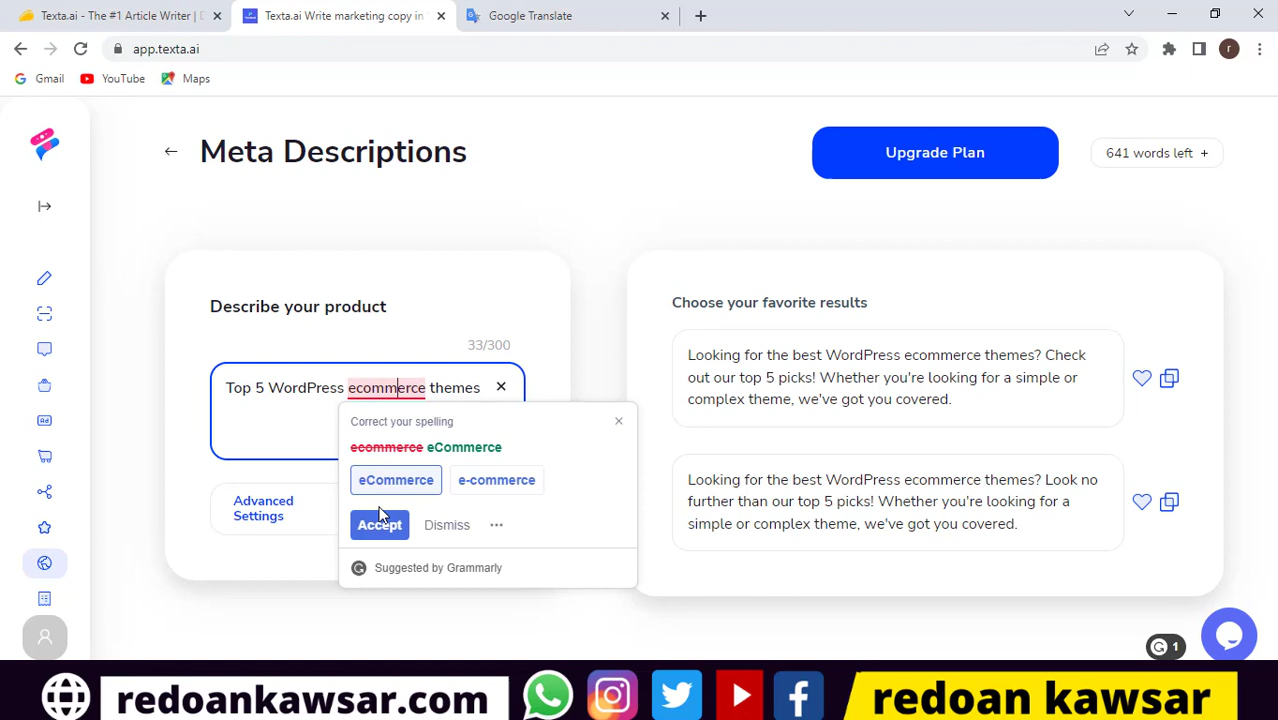 Texta.ai - The #1 Article Writer |
Texta.ai Write marketing copy in
Google Translate
app.texta.ai
r
Gmail
YouTube
Maps
Meta Descriptions
Upgrade Plan
641 words left +
Describe your product
33/300
Top 5 WordPress ecommerce themes
Correct your spelling
ecommerce eCommerce
eCommerce
e-commerce
Accept
Dismiss
Suggested by Grammarly
Advanced
Settings
Choose your favorite results
Looking for the best WordPress ecommerce themes? Check
out our top 5 picks! Whether you're looking for a simple or
complex theme, we've got you covered.
Looking for the best WordPress ecommerce themes? Look no
further than our top 5 picks! Whether you're looking for a
simple or complex theme, we've got you covered.
1
redoankawsar.com
redoan kawsar